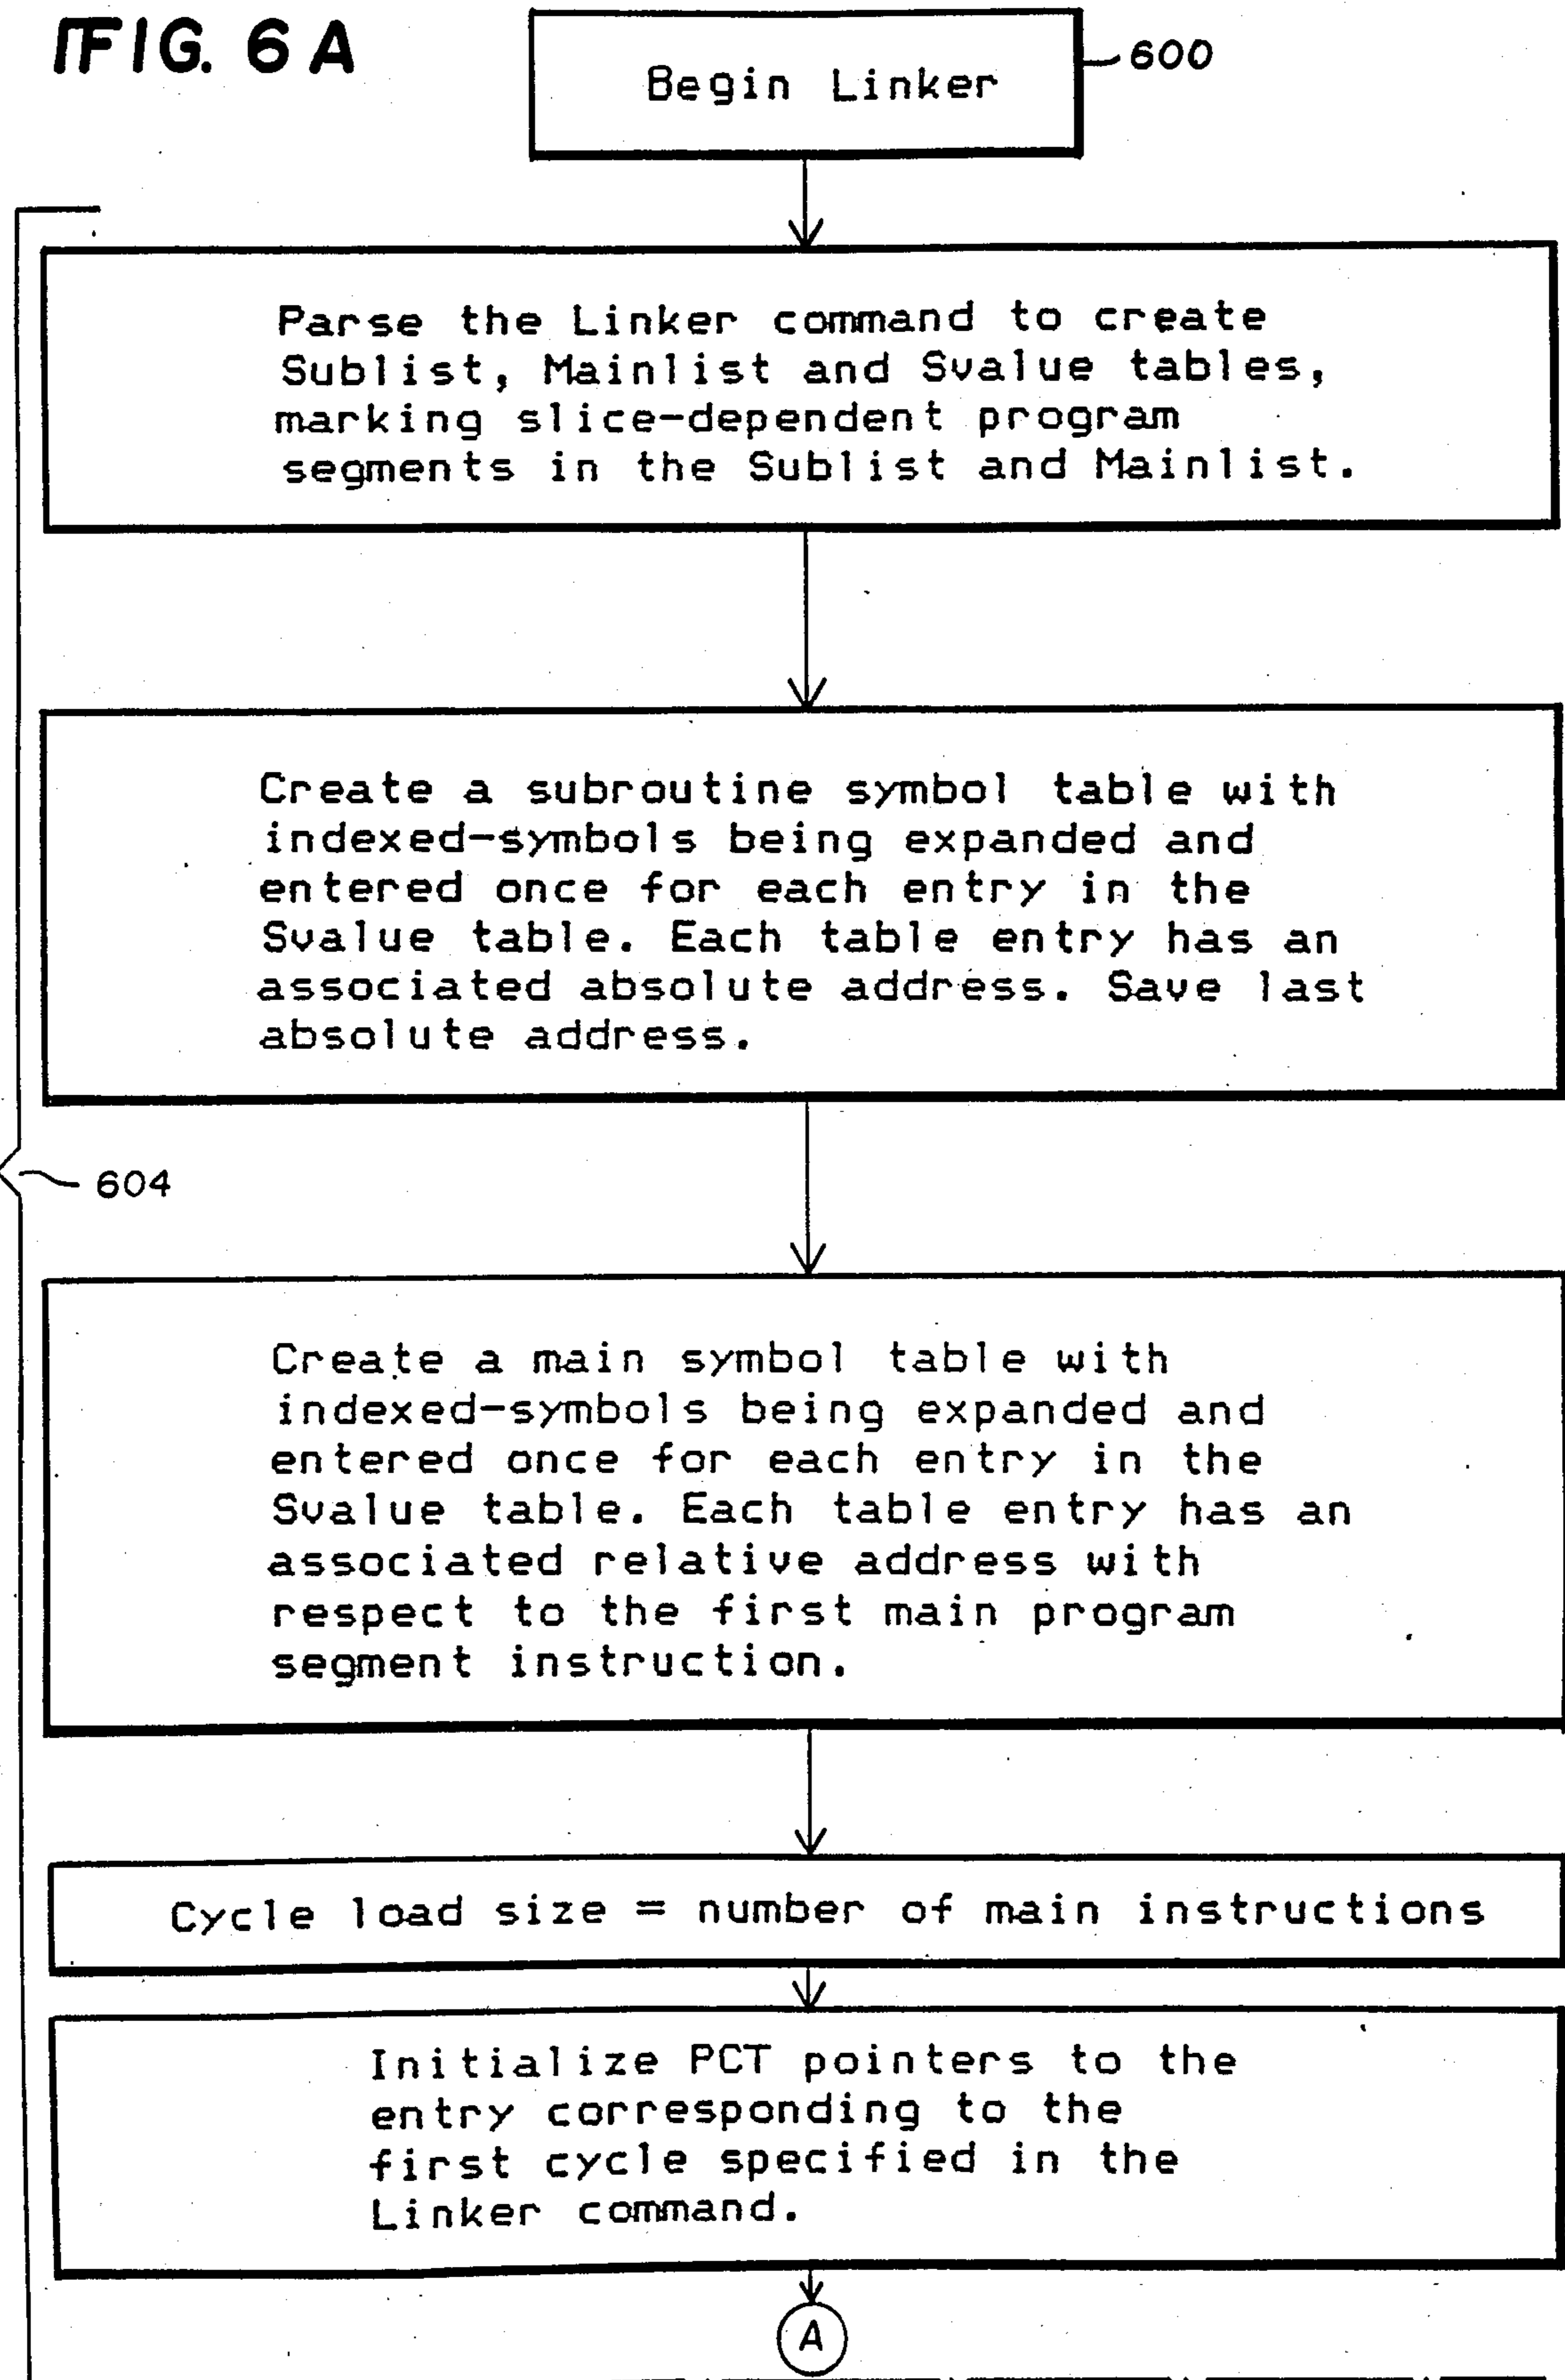 FIG. 6 A
Begin Linker
600
Parse the Linker command to create
Sublist, Mainlist and Svalue tables,
marking slice-dependent program
segments in the Sublist and Mainlist.
Create a subroutine symbol table with
indexed-symbols being expanded and
entered once for each entry in the
Svalue table. Each table entry has an
associated absolute address. Save last
absolute address.
604
Create a main symbol table with
indexed-symbols being expanded and
entered once for each entry in the
Svalue table. Each table entry has an
associated relative address with
respect to the first main program
segment instruction.
Cycle load size = number of main instructions
Initialize PCT pointers to the
entry corresponding to the
first cycle specified in the
Linker command.
A